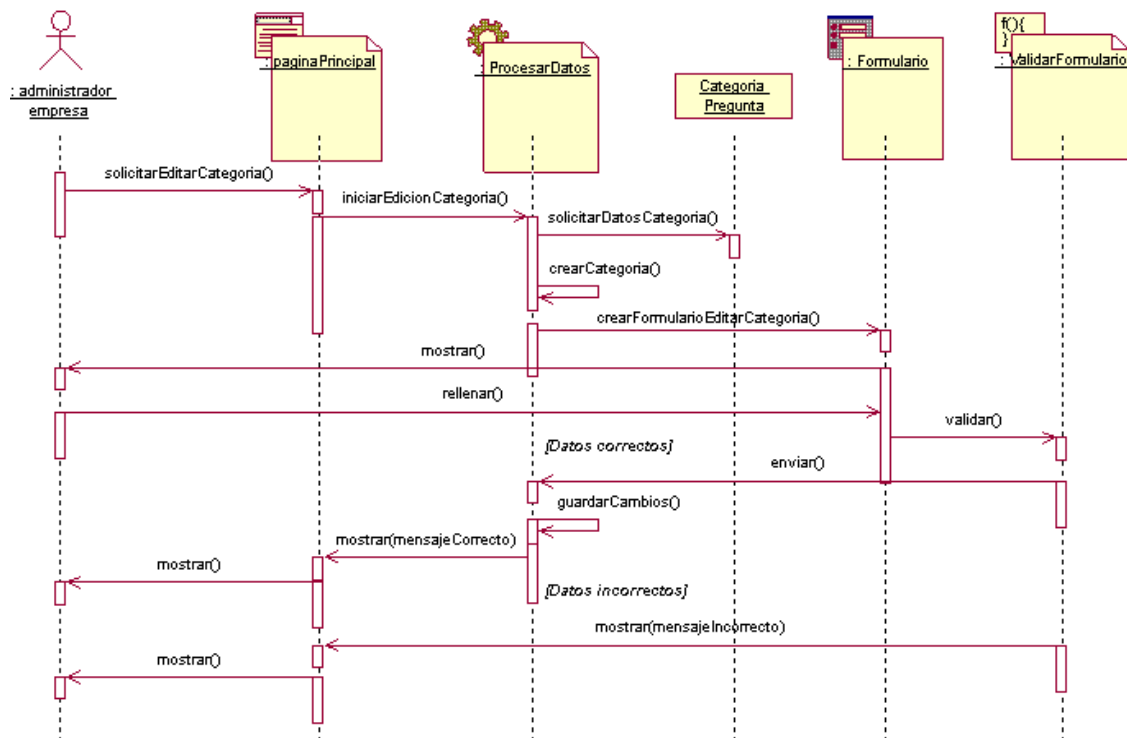 f(){
}
: paginaPrincipal
: ProcesarDatos
: Formulario
: ValidarFormulario
: administrador
empresa
Categoria
Pregunta
solicitarEditarCategoria()
iniciarEdicionCategoria()
solicitarDatosCategoria()
crearCategoria()
crearFormularioEditarCategoria()
mostrar()
rellenar()
validar()
[Datos correctos]
enviar()
guardarCambios()
mostrar(mensajeCorrecto)
mostrar()
[Datos incorrectos]
mostrar(mensajeIncorrecto)
mostrar()